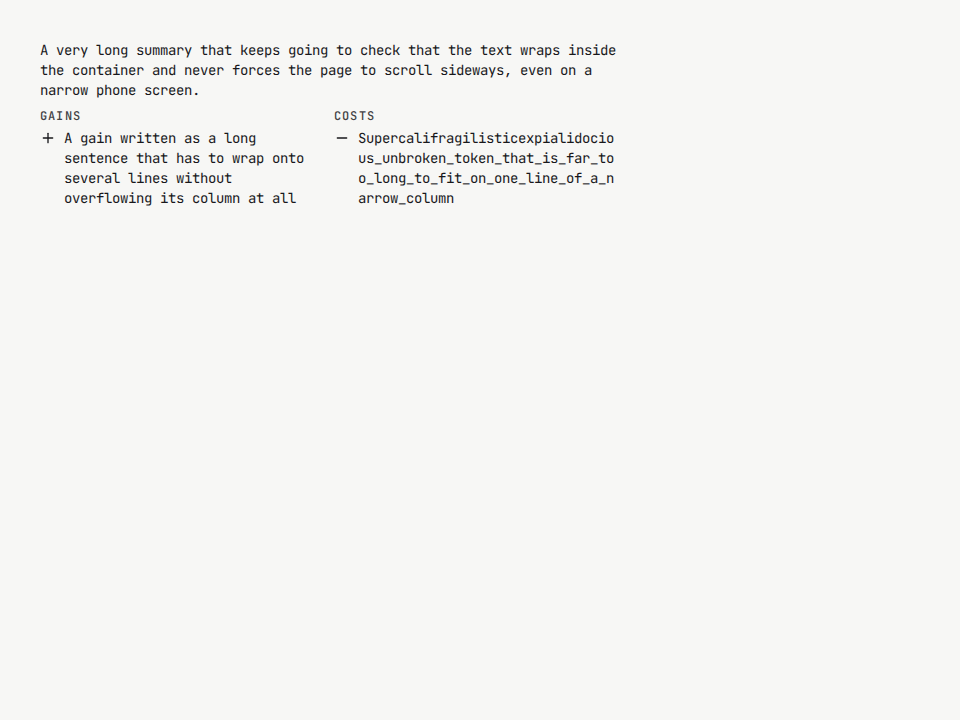 A very long summary that keeps going to check that the text wraps inside
the container and never forces the page to scroll sideways, even on a
narrow phone screen.
GAINS
+ A gain written as a long
sentence that has to wrap onto
several lines without
overflowing its column at all
COSTS
− Supercalifragilisticexpialidocio
us_unbroken_token_that_is_far_to
o_long_to_fit_on_one_line_of_a_n
arrow_column